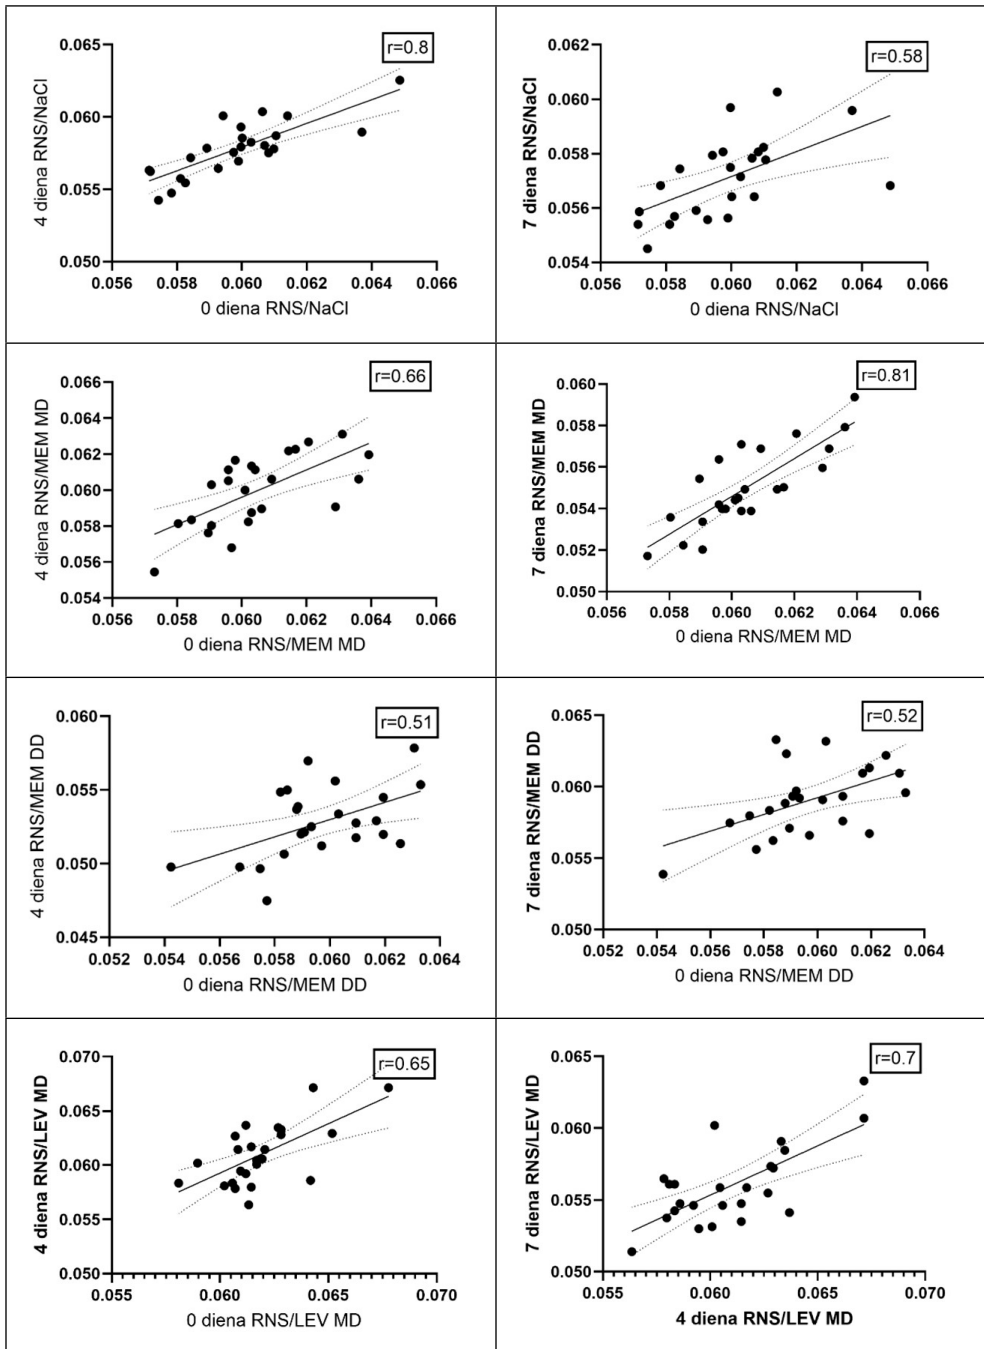 r=0.8
4 diena RNS/NaCl
0.065
0.060
0.055
0.050
0.056 0.058 0.060 0.062 0.064 0.066
0 diena RNS/NaCl
r=0.58
7 diena RNS/NaCl
0.062
0.060
0.058
0.056
0.054
0.056 0.058 0.060 0.062 0.064 0.066
0 diena RNS/NaCl
r=0.66
4 diena RNS/MEM MD
0.066
0.064
0.062
0.060
0.058
0.056
0.054
0.056 0.058 0.060 0.062 0.064 0.066
0 diena RNS/MEM MD
r=0.81
7 diena RNS/MEM MD
0.060
0.058
0.056
0.054
0.052
0.050
0.056 0.058 0.060 0.062 0.064 0.066
0 diena RNS/MEM MD
r=0.51
4 diena RNS/MEM DD
0.060
0.055
0.050
0.045
0.052 0.054 0.056 0.058 0.060 0.062 0.064
0 diena RNS/MEM DD
r=0.52
7 diena RNS/MEM DD
0.065
0.060
0.055
0.050
0.052 0.054 0.056 0.058 0.060 0.062 0.064
0 diena RNS/MEM DD
r=0.65
4 diena RNS/LEV MD
0.070
0.065
0.060
0.055
0.050
0.055 0.060 0.065 0.070
0 diena RNS/LEV MD
r=0.7
7 diena RNS/LEV MD
0.065
0.060
0.055
0.050
0.055 0.060 0.065 0.070
4 diena RNS/LEV MD